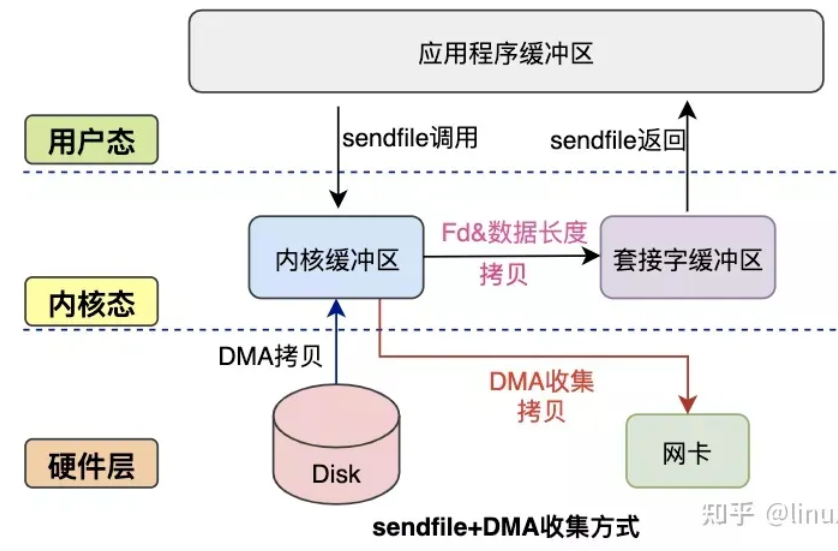 应用程序缓冲区
用户态
sendfile调用
sendfile返回
内核缓冲区
Fd&数据长度
拷贝
套接字缓冲区
内核态
DMA拷贝
DMA收集
拷贝
硬件层
Disk
网卡
sendfile+DMA收集方式
知乎 @linu